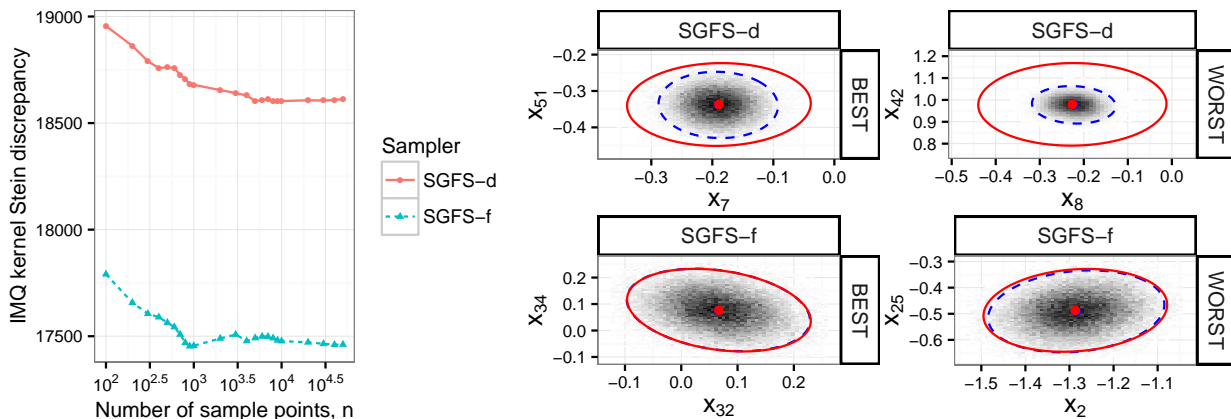 IMQ kernel Stein discrepancy
19000
18500
18000
17500
10^2
10^2.5
10^3
10^3.5
10^4
10^4.5
Number of sample points, n
Sampler
SGFS−d
SGFS−f
SGFS−d
BEST
x51
−0.2
−0.3
−0.4
−0.3
−0.2
−0.1
0.0
x7
SGFS−d
WORST
x42
1.2
1.1
1.0
0.9
0.8
−0.5
−0.4
−0.3
−0.2
−0.1
0.0
x8
SGFS−f
BEST
x34
0.2
0.1
0.0
−0.1
−0.1
0.0
0.1
0.2
x32
SGFS−f
WORST
x25
−0.3
−0.4
−0.5
−0.6
−1.5
−1.4
−1.3
−1.2
−1.1
x2